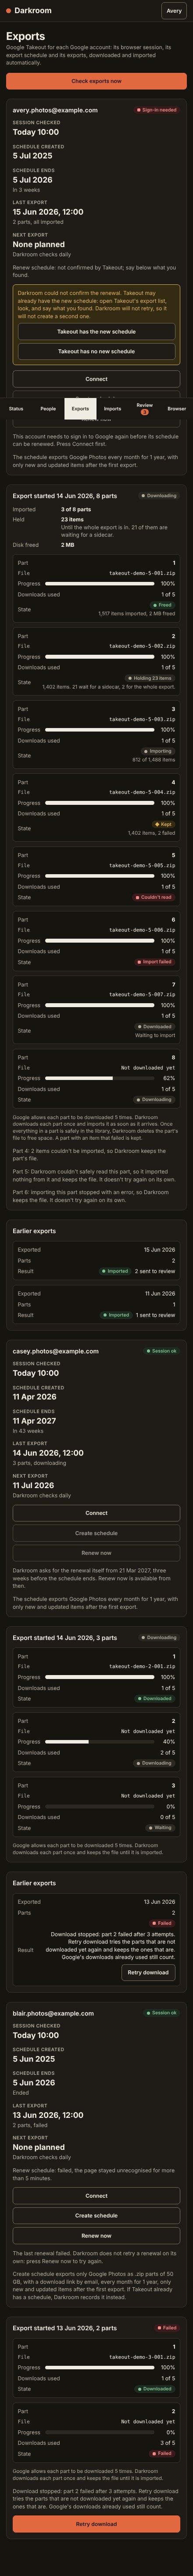 Darkroom
Avery
Exports
Google Takeout for each Google account: its browser session, its
export schedule and its exports, downloaded and imported
automatically.
Check exports now
avery.photos@example.com
Sign-in needed
SESSION CHECKED
Today 10:00
SCHEDULE CREATED
5 Jul 2025
SCHEDULE ENDS
5 Jul 2026
In 3 weeks
LAST EXPORT
15 Jun 2026, 12:00
2 parts, all imported
NEXT EXPORT
None planned
Darkroom checks daily
Renew schedule: not confirmed by Takeout; say below what you
found.
Darkroom could not confirm the renewal. Takeout may
already have the new schedule: open Takeout's export list,
look, and say what you found. Until then
will not renew again, so it
will not create a second one.
Takeout has the new schedule
Takeout has no new schedule
Connect
Status
People
Exports
Imports
Review
3
Browser
This account needs to sign in to Google again before its schedule
can be renewed. Press Connect first.
The schedule exports Google Photos every month for 1 year, with
only new and updated items after the first export.
Export started 14 Jun 2026, 8 parts
Downloading
Imported
3 of 8 parts
Held
23 items
Until the whole export is in. 21 of them are
waiting for a sidecar.
Disk freed
2 MB
Part
1
File
takeout-demo-5-001.zip
Progress
100%
Downloads used
1 of 5
State
Freed
1,517 items imported, 2 MB freed
Part
2
File
takeout-demo-5-002.zip
Progress
100%
Downloads used
1 of 5
State
Holding 23 items
1,402 items. 21 wait for a sidecar, 2 for the whole export.
Part
3
File
takeout-demo-5-003.zip
Progress
100%
Downloads used
1 of 5
State
Importing
812 of 1,488 items
Part
4
File
takeout-demo-5-004.zip
Progress
100%
Downloads used
1 of 5
State
Kept
1,402 items, 2 failed
Part
5
File
takeout-demo-5-005.zip
Progress
100%
Downloads used
1 of 5
State
Couldn't read
Part
6
File
takeout-demo-5-006.zip
Progress
100%
Downloads used
1 of 5
State
Import failed
Part
7
File
takeout-demo-5-007.zip
Progress
100%
Downloads used
1 of 5
State
Downloaded
Waiting to import
Part
8
File
Not downloaded yet
Progress
62%
Downloads used
1 of 5
State
Downloading
Google allows each part to be downloaded 5 times. Darkroom
downloads each part once and imports it as soon as it arrives. Once
everything in a part is safely in the library, Darkroom deletes the part's
file to free space. A part with an item that failed is kept.
Part 4: 2 items couldn't be imported, so Darkroom keeps the
part's file.
Part 5: Darkroom couldn't safely read this part, so it imported
nothing from it and keeps the file. It doesn't try again on its own.
Part 6: importing this part stopped with an error, so Darkroom
keeps the file. It doesn't try again on its own.
Earlier exports
Exported
15 Jun 2026
Parts
2
Result
Imported
2 sent to review
Exported
11 Jun 2026
Parts
1
Result
Imported
1 sent to review
casey.photos@example.com
Session ok
SESSION CHECKED
Today 10:00
SCHEDULE CREATED
11 Apr 2026
SCHEDULE ENDS
11 Apr 2027
In 43 weeks
LAST EXPORT
14 Jun 2026, 12:00
3 parts, downloading
NEXT EXPORT
11 Jul 2026
Darkroom checks daily
Connect
Create schedule
Renew now
Darkroom asks for the renewal itself from 21 Mar 2027, three
weeks before the schedule ends. Renew now is available from
then.
The schedule exports Google Photos every month for 1 year, with
only new and updated items after the first export.
Export started 14 Jun 2026, 3 parts
Downloading
Part
1
File
takeout-demo-2-001.zip
Progress
100%
Downloads used
1 of 5
State
Downloaded
Part
2
File
Not downloaded yet
Progress
40%
Downloads used
2 of 5
State
Downloading
Part
3
File
Not downloaded yet
Progress
0%
Downloads used
0 of 5
State
Waiting
Google allows each part to be downloaded 5 times. Darkroom
downloads each part once and keeps the file until it is imported.
Earlier exports
Exported
13 Jun 2026
Parts
2
Result
Failed
Download stopped: part 2 failed after 3 attempts.
Retry download tries the parts that are not
downloaded yet again and keeps the ones that are.
Google's downloads already used still count.
Retry download
blair.photos@example.com
Session ok
SESSION CHECKED
Today 10:00
SCHEDULE CREATED
5 Jun 2025
SCHEDULE ENDS
5 Jun 2026
Ended
LAST EXPORT
13 Jun 2026, 12:00
2 parts, failed
NEXT EXPORT
None planned
Darkroom checks daily
Renew schedule: failed, the page stayed unrecognised for more
than 5 minutes.
Connect
Create schedule
Renew now
The last renewal failed. Darkroom does not retry a renewal on its
own: press Renew now to try again.
Create schedule exports only Google Photos as .zip parts of 50
GB, with a download link by email, every month for 1 year, only
new and updated items after the first export. If Takeout already
has a schedule, Darkroom records it instead.
Export started 13 Jun 2026, 2 parts
Failed
Part
1
File
takeout-demo-3-001.zip
Progress
100%
Downloads used
1 of 5
State
Downloaded
Part
2
File
Not downloaded yet
Progress
0%
Downloads used
3 of 5
State
Failed
Google allows each part to be downloaded 5 times. Darkroom
downloads each part once and keeps the file until it is imported.
Download stopped: part 2 failed after 3 attempts. Retry download
tries the parts that are not downloaded yet again and keeps the
ones that are. Google's downloads already used still count.
Retry download